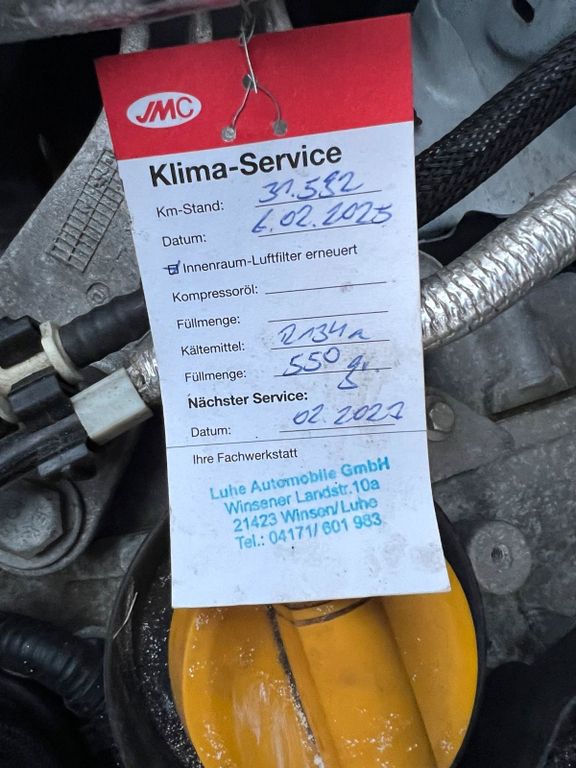 JMC
Klima-Service
Km-Stand: 31.592
Datum: 6.02.2025
Innenraum-Luftfilter erneuert
Kompressoröl:
Füllmenge:
Kältemittel: R134a
Füllmenge: 550 gr
Nächster Service:
Datum: 02.2027
Ihre Fachwerkstatt
Luhe Automobile GmbH
Winsener Landstr.10a
21423 Winsen/Luhe
Tel.: 04171/ 601 983